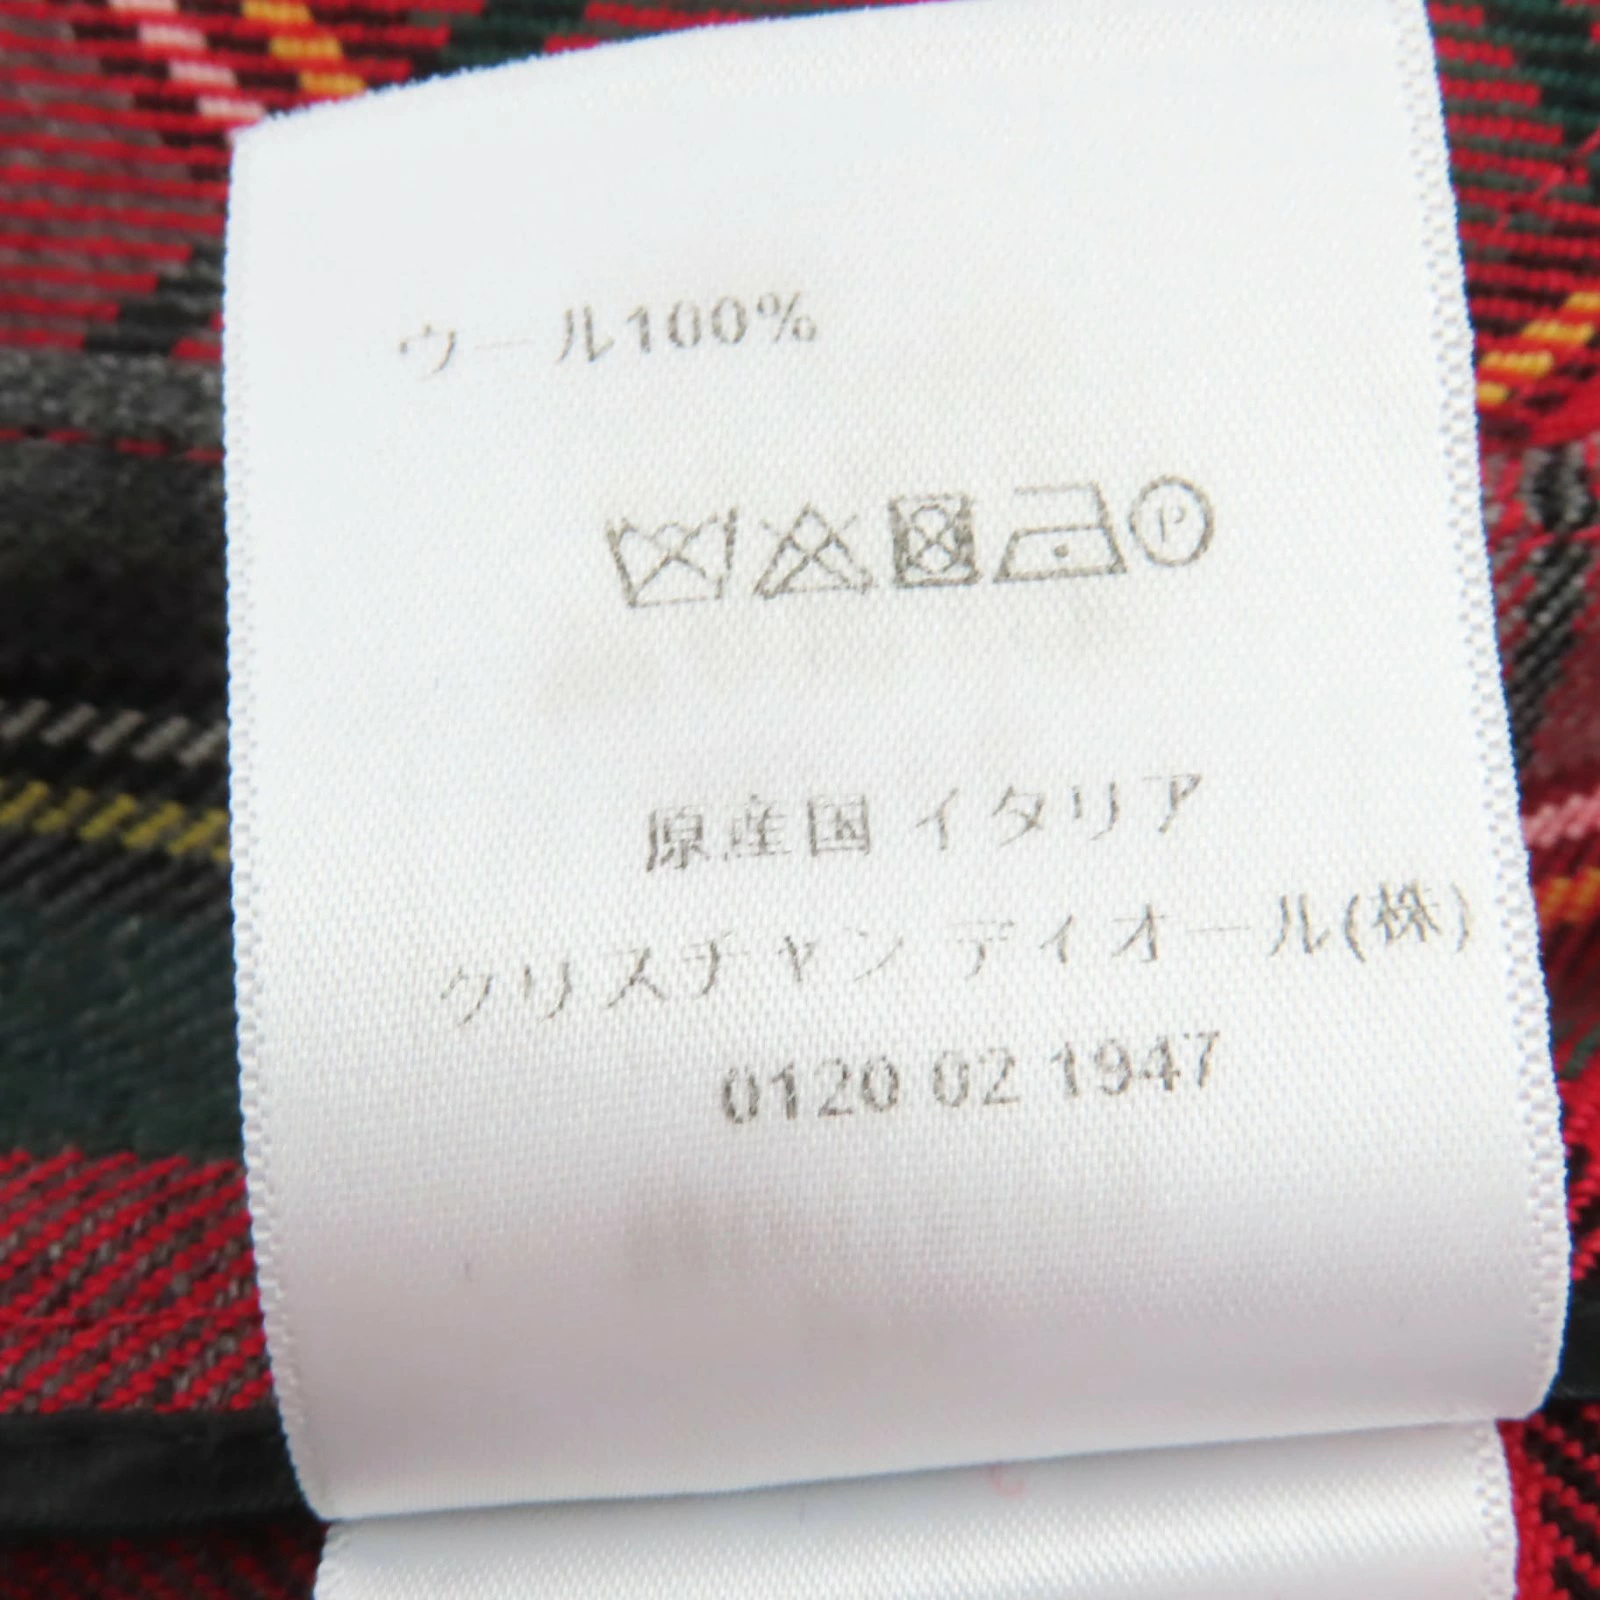 ウール100%
P
原産国 イタリア
クリスチャン ディオール(株)
0120 02 1947